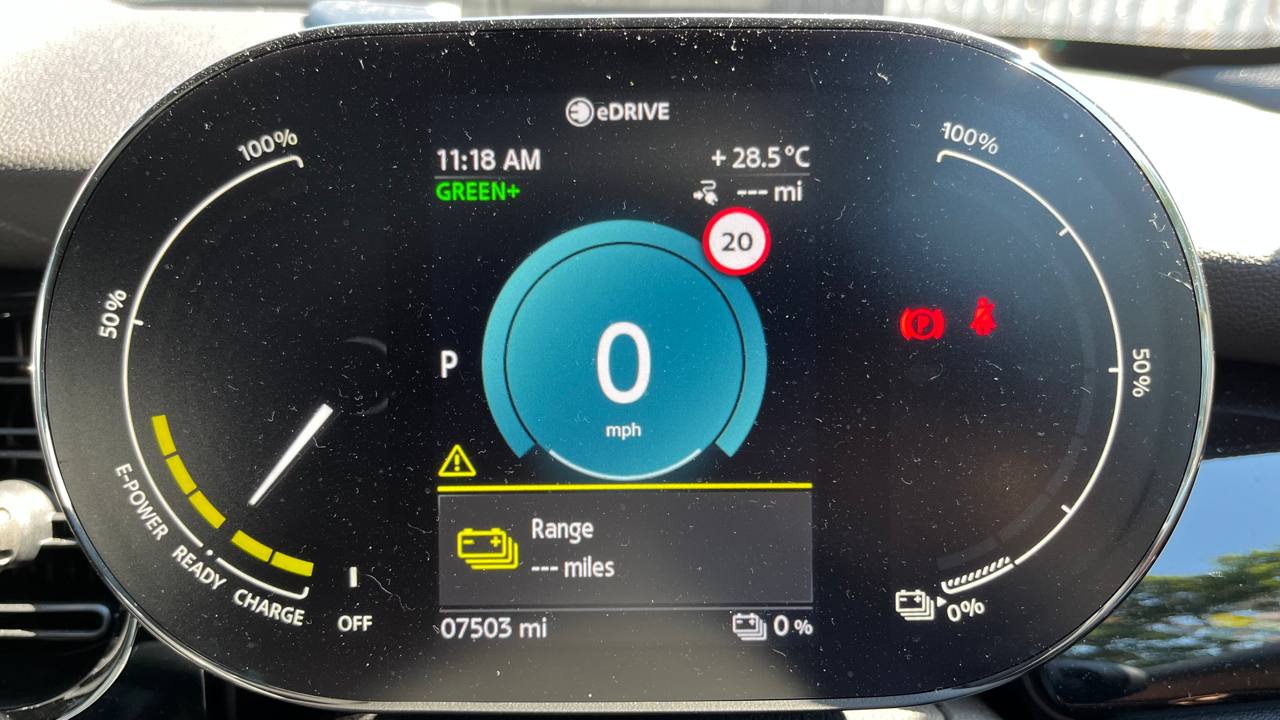 eDRIVE
11:18 AM
+ 28.5°C
GREEN+
--- mi
20
100%
50%
E-POWER
READY
CHARGE
OFF
P
0
mph
P
100%
50%
0%
Range
--- miles
07503 mi
0 %